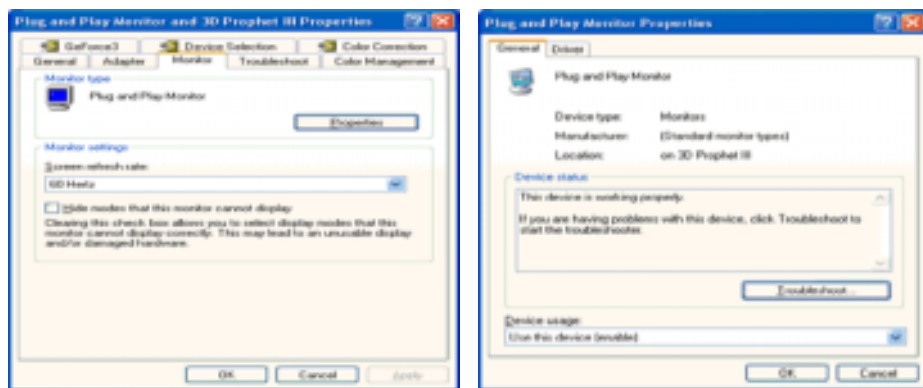 Plug and Play Monitor and 3D Prophet III Properties
GeForce3
Device Selection
Color Correction
General
Adapter
Monitor
Troubleshoot
Color Management
Monitor type
Plug and Play Monitor
Properties
Monitor settings
Screen refresh rate:
60 Hertz
Hide modes that this monitor cannot display
Clearing this check box allows you to select display modes that this
monitor cannot display correctly. This may lead to an unusable display
and/or damaged hardware.
OK
Cancel
Apply
Plug and Play Monitor Properties
General
Driver
Plug and Play Monitor
Device type: Monitors
Manufacturer: (Standard monitor types)
Location: on 3D Prophet III
Device status
This device is working properly.
If you are having problems with this device, click Troubleshoot to
start the troubleshooter.
Troubleshoot...
Device usage:
Use this device (enable)
OK
Cancel